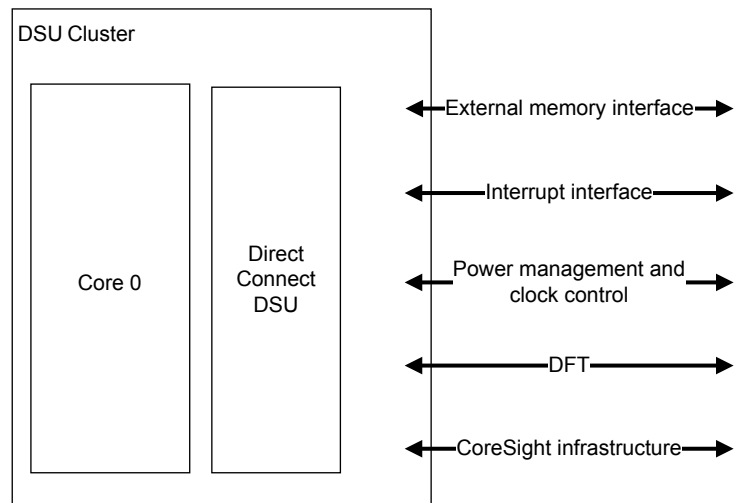 DSU Cluster
External memory interface
Interrupt interface
Core 0
Direct
Connect
DSU
Power management and
clock control
DFT
CoreSight infrastructure